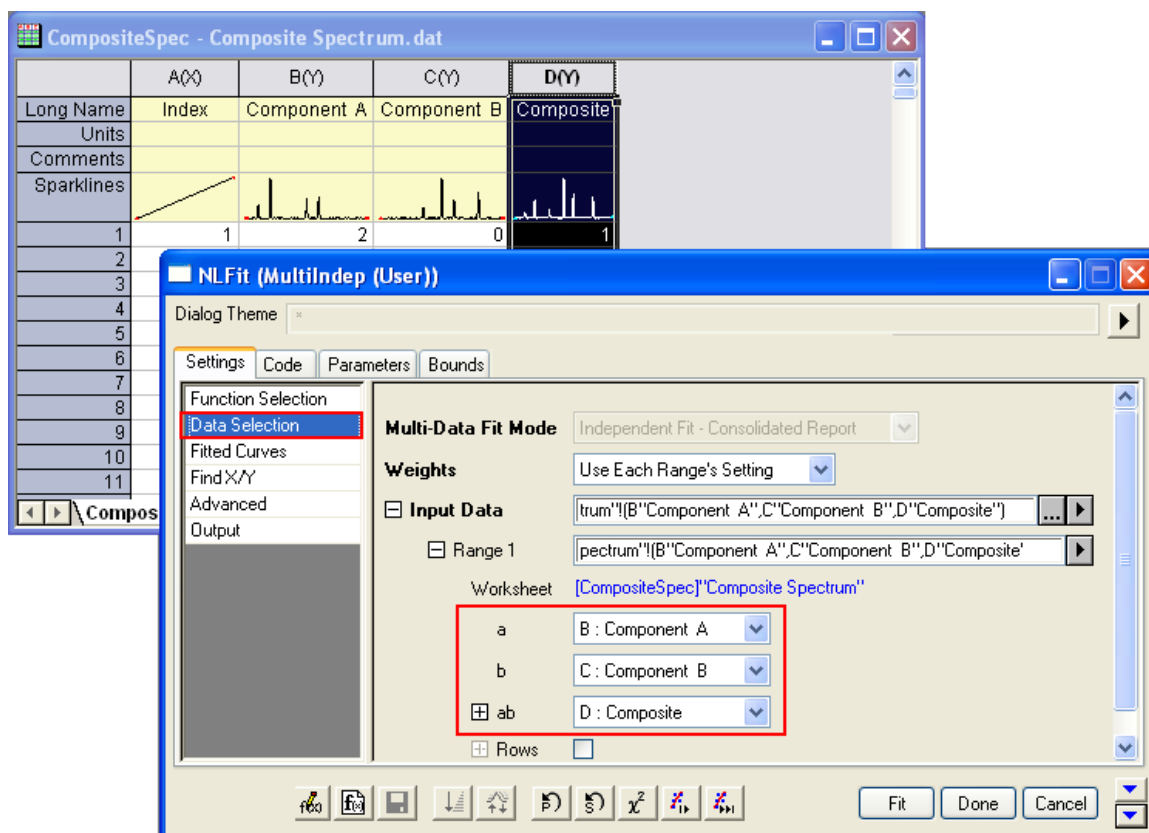 CompositeSpec - Composite Spectrum.dat
A(X) B(Y) C(Y) D(Y)
Long Name Index Component A Component B Composite
Units
Comments
Sparklines
1 1 2 0 1
2
3
4
5
6
7
8
9
10
11
Compos
NLFit (MultiIndep (User))
Dialog Theme *
Settings Code Parameters Bounds
Function Selection
Data Selection
Fitted Curves
Find X/Y
Advanced
Output
Multi-Data Fit Mode Independent Fit - Consolidated Report
Weights Use Each Range's Setting
Input Data trum"!(B"Component A",C"Component B",D"Composite") ...
Range 1 pectrum"!(B"Component A",C"Component B",D"Composite'
Worksheet [CompositeSpec]"Composite Spectrum"
a B : Component A
b C : Component B
ab D : Composite
Rows
f(x) P S χ² Fit Done Cancel